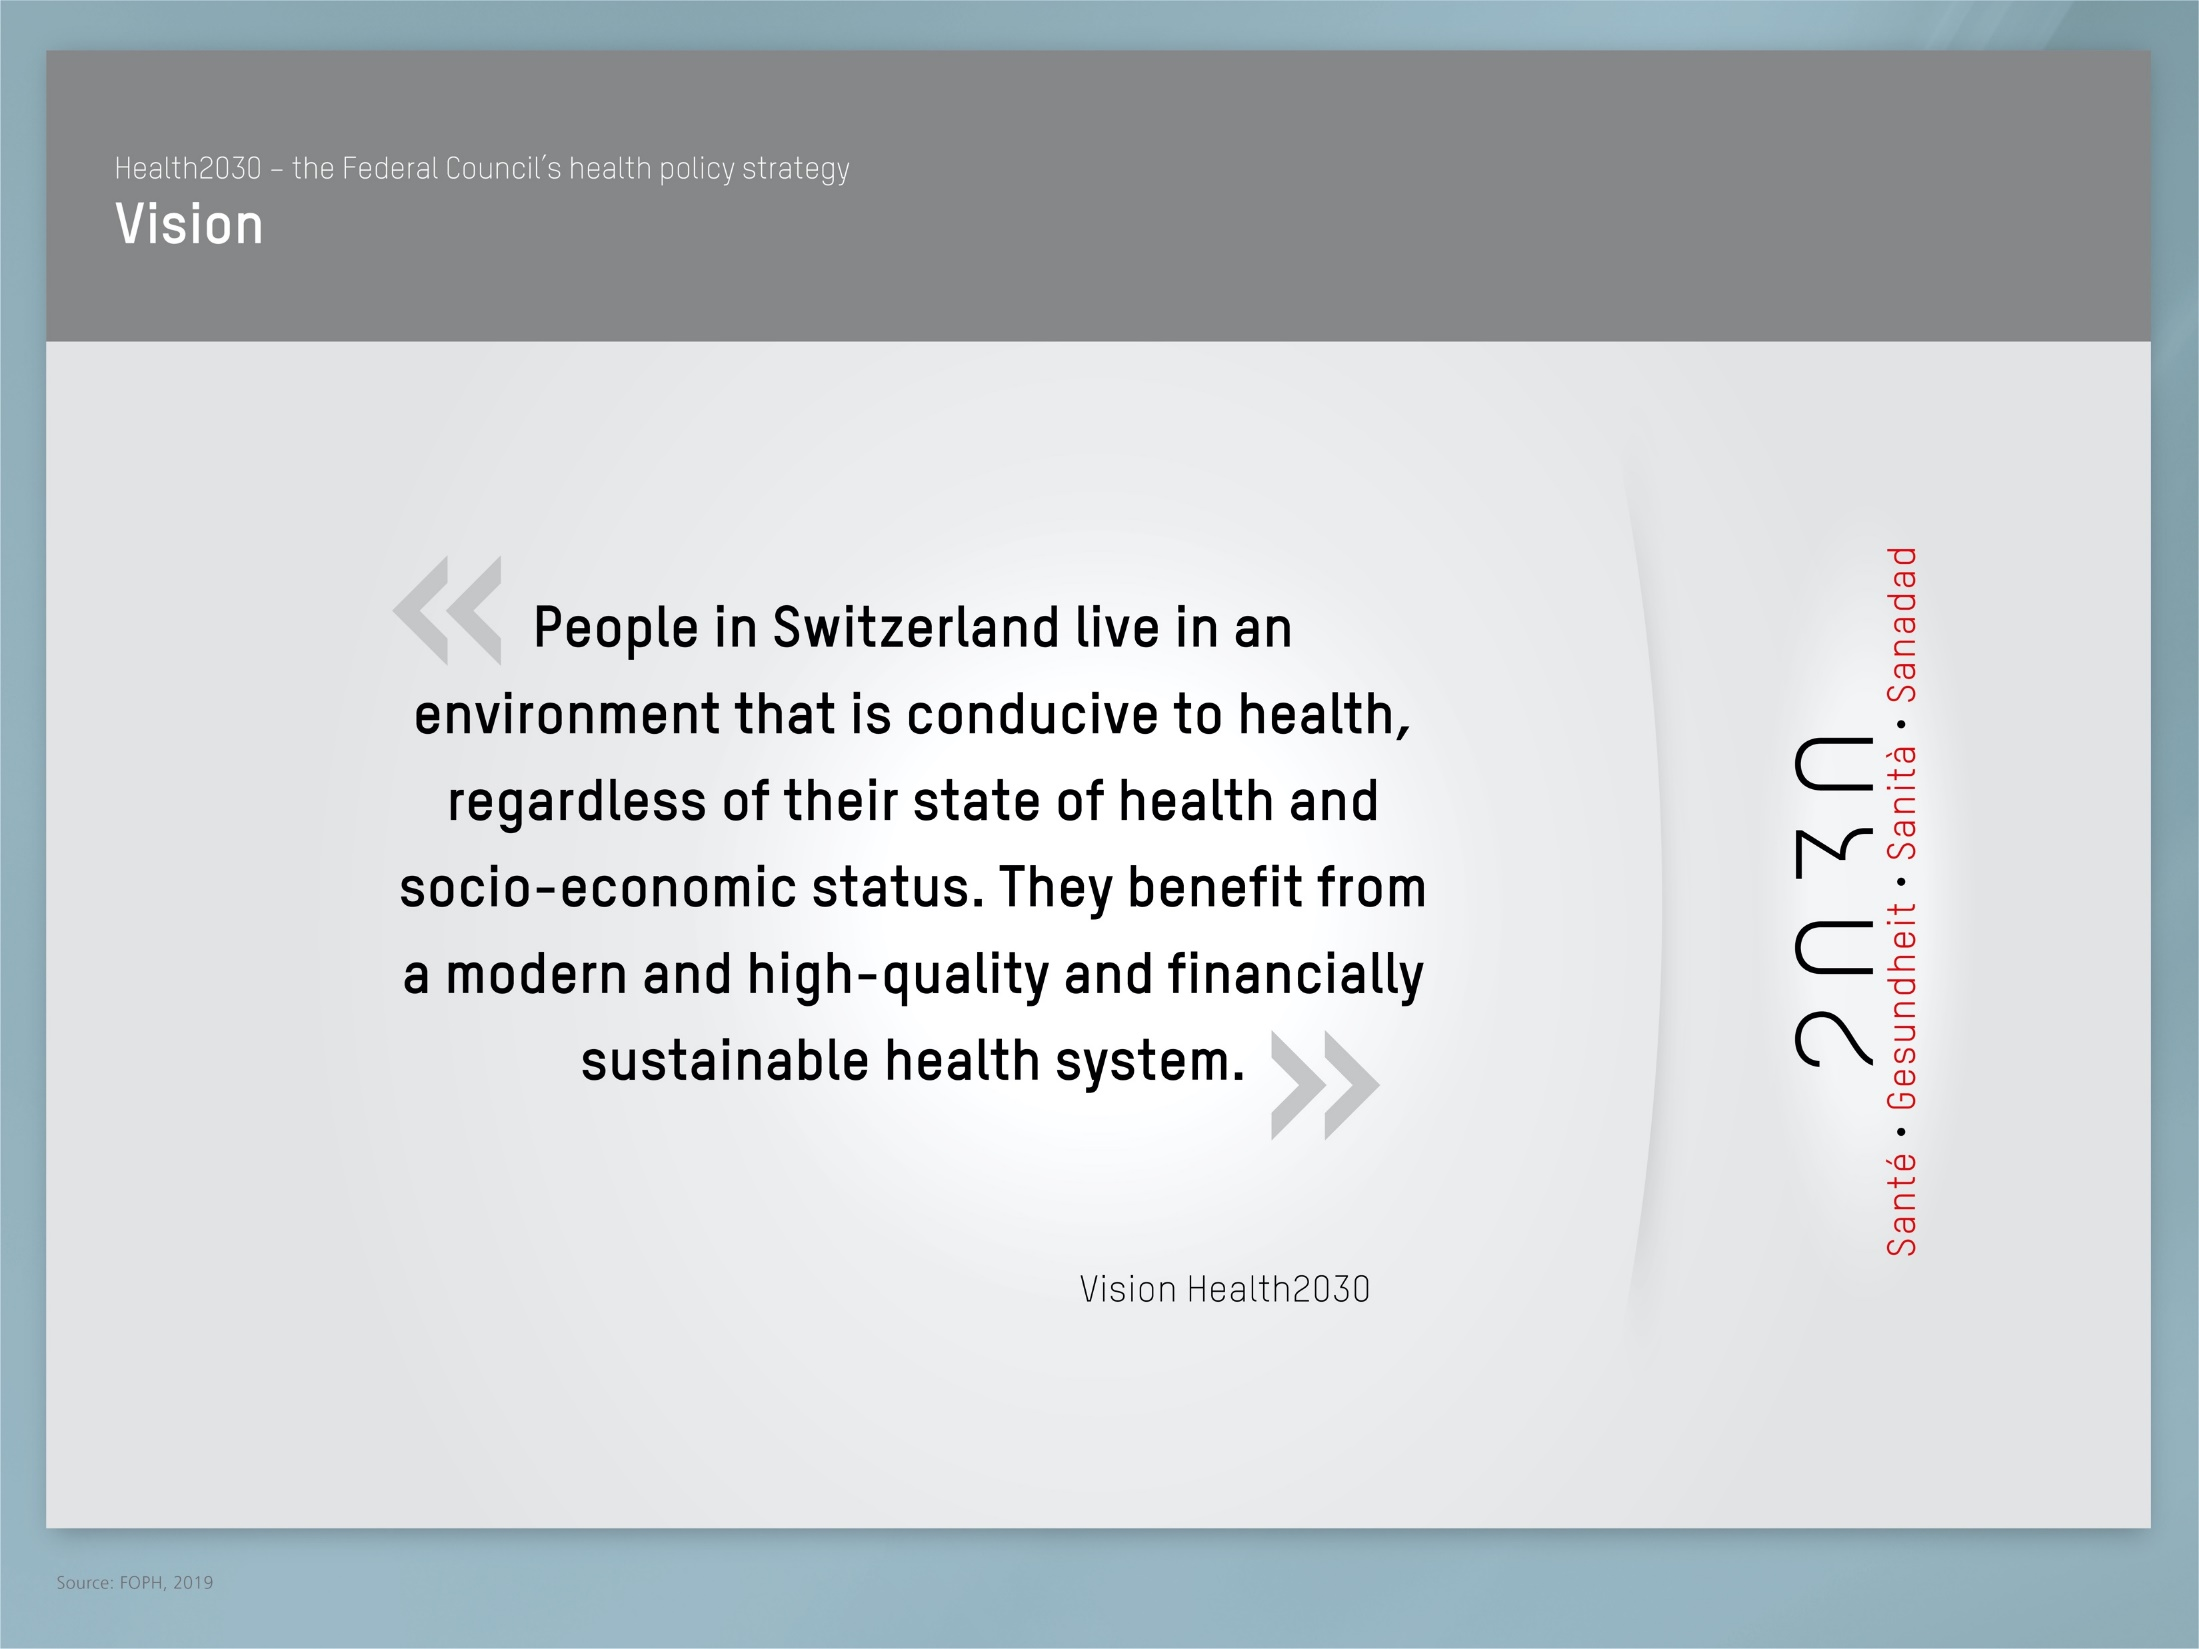 Health2030 – the Federal Council's health policy strategy
Vision
« People in Switzerland live in an
environment that is conducive to health,
regardless of their state of health and
socio-economic status. They benefit from
a modern and high-quality and financially
sustainable health system. »
Vision Health2030
2030
Santé • Gesundheit • Sanità • Sanadad
Source: FOPH, 2019